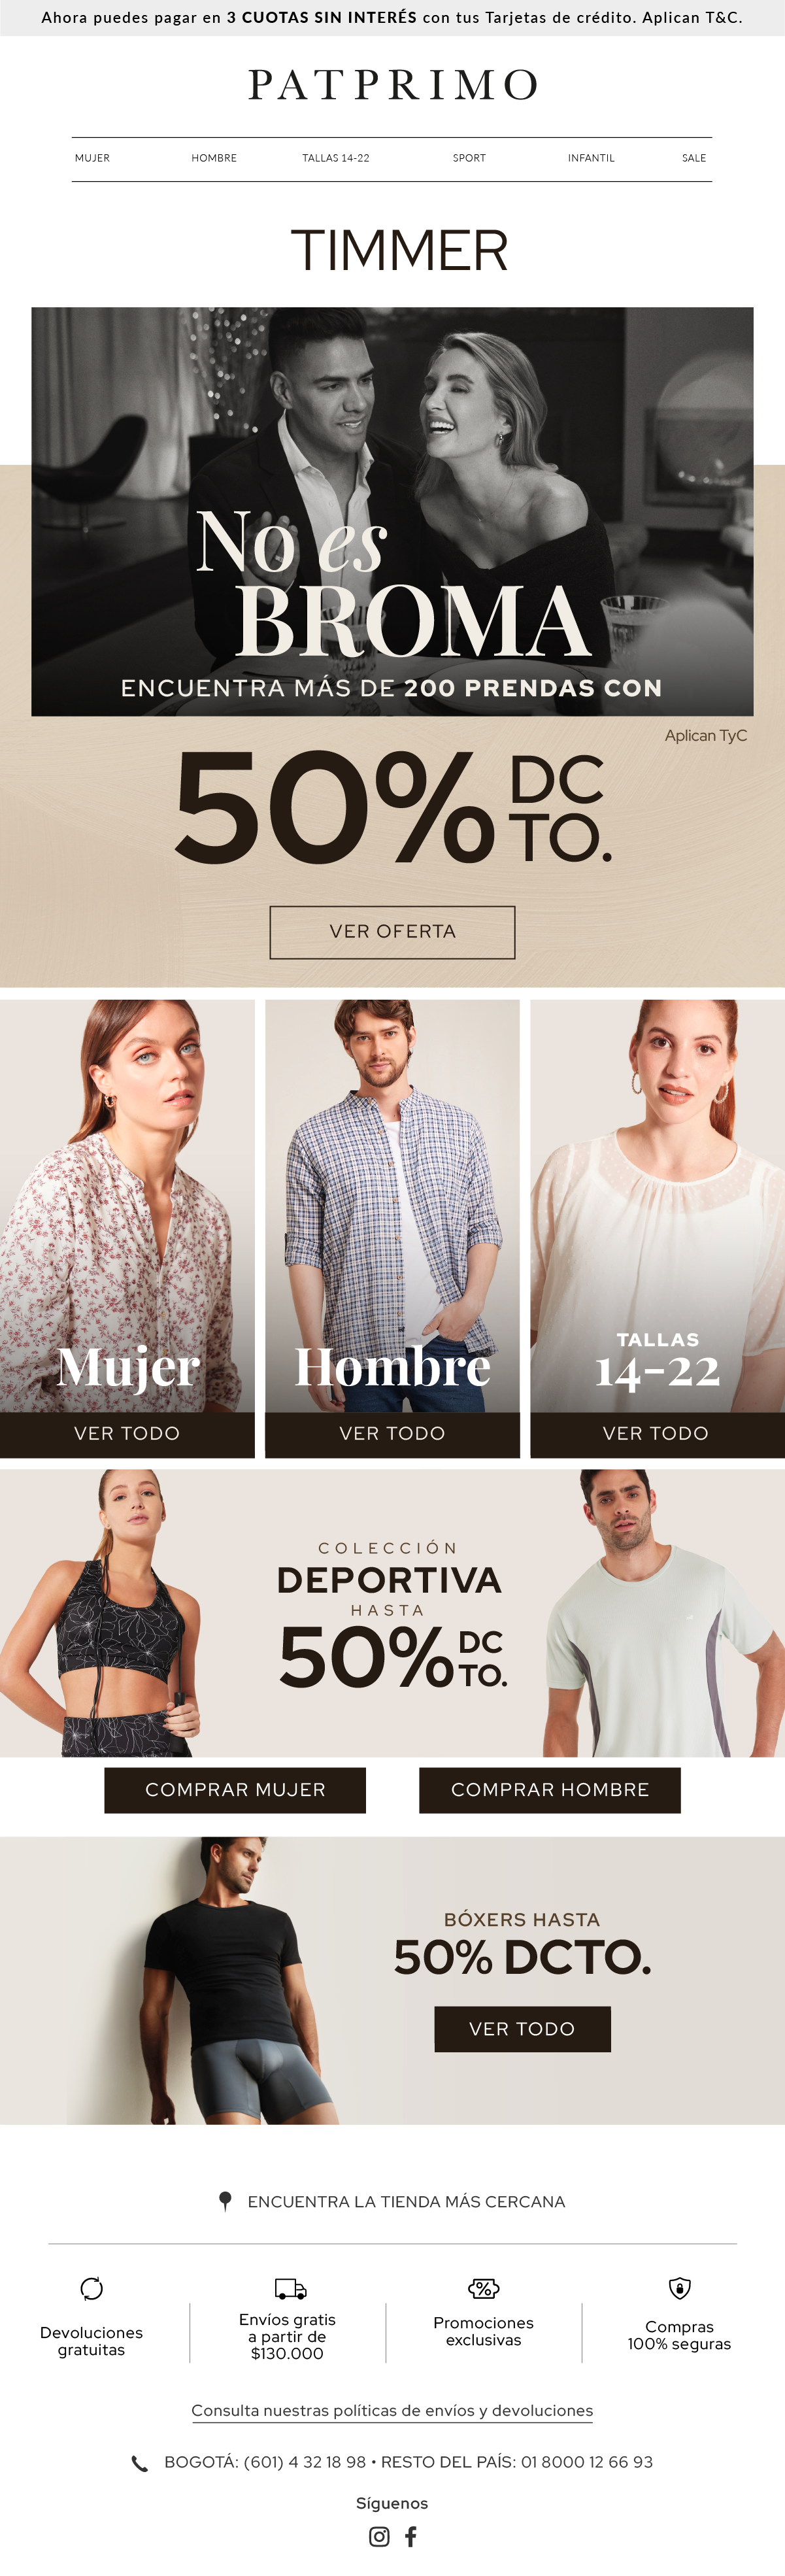 Ahora puedes pagar en 3 CUOTAS SIN INTERÉS con tus Tarjetas de crédito. Aplican T&C.
PATPRIMO
MUJER HOMBRE TALLAS 14-22 SPORT INFANTIL SALE
TIMMER
No es
BROMA
ENCUENTRA MÁS DE 200 PRENDAS CON
Aplican TyC
50% DC
TO.
VER OFERTA
Mujer
VER TODO
Hombre
VER TODO
TALLAS
14-22
VER TODO
COLECCIÓN
DEPORTIVA
HASTA
50% DC
TO.
COMPRAR MUJER
COMPRAR HOMBRE
BÓXERS HASTA
50% DCTO.
VER TODO
ENCUENTRA LA TIENDA MÁS CERCANA
Devoluciones
gratuitas
Envíos gratis
a partir de
$130.000
Promociones
exclusivas
Compras
100% seguras
Consulta nuestras políticas de envíos y devoluciones
BOGOTÁ: (601) 4 32 18 98 • RESTO DEL PAÍS: 01 8000 12 66 93
Síguenos